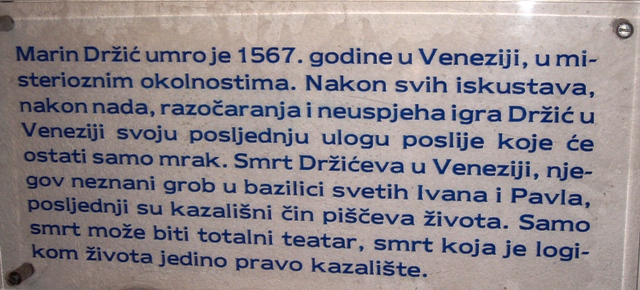 Marin Držić umro je 1567. godine u Veneziji, u mi-
sterioznim okolnostima. Nakon svih iskustava,
nakon nada, razočaranja i neuspjeha igra Držić u
Veneziji svoju posljednju ulogu poslije koje će
ostati samo mrak. Smrt Držićeva u Veneziji, nje-
gov neznani grob u bazilici svetih Ivana i Pavla,
posljednji su kazališni čin piščeva života. Samo
smrt može biti totalni teatar, smrt koja je logi-
kom života jedino pravo kazalište.